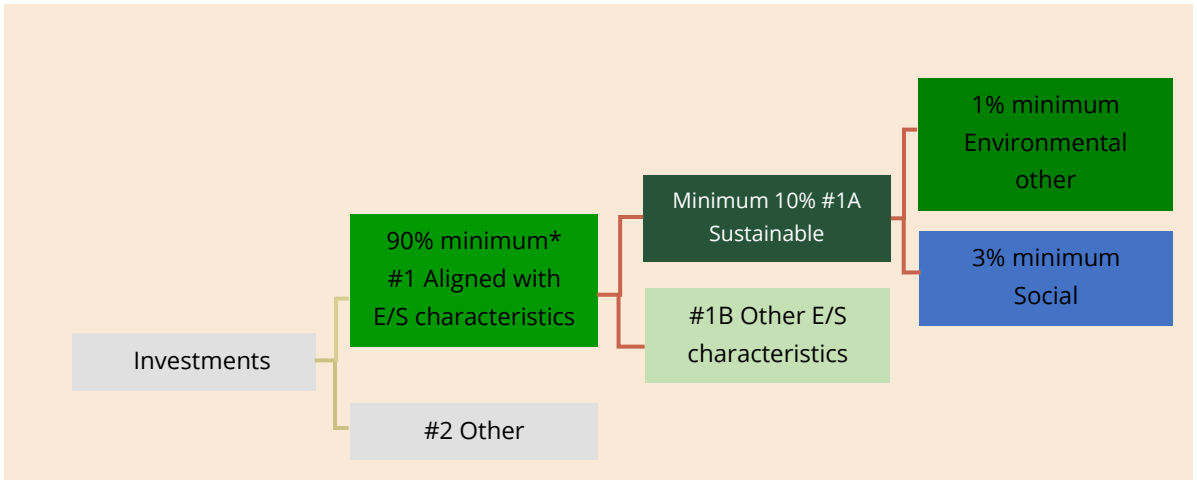 Investments
90% minimum*
#1 Aligned with
E/S characteristics
#2 Other
Minimum 10% #1A
Sustainable
#1B Other E/S
characteristics
1% minimum
Environmental
other
3% minimum
Social